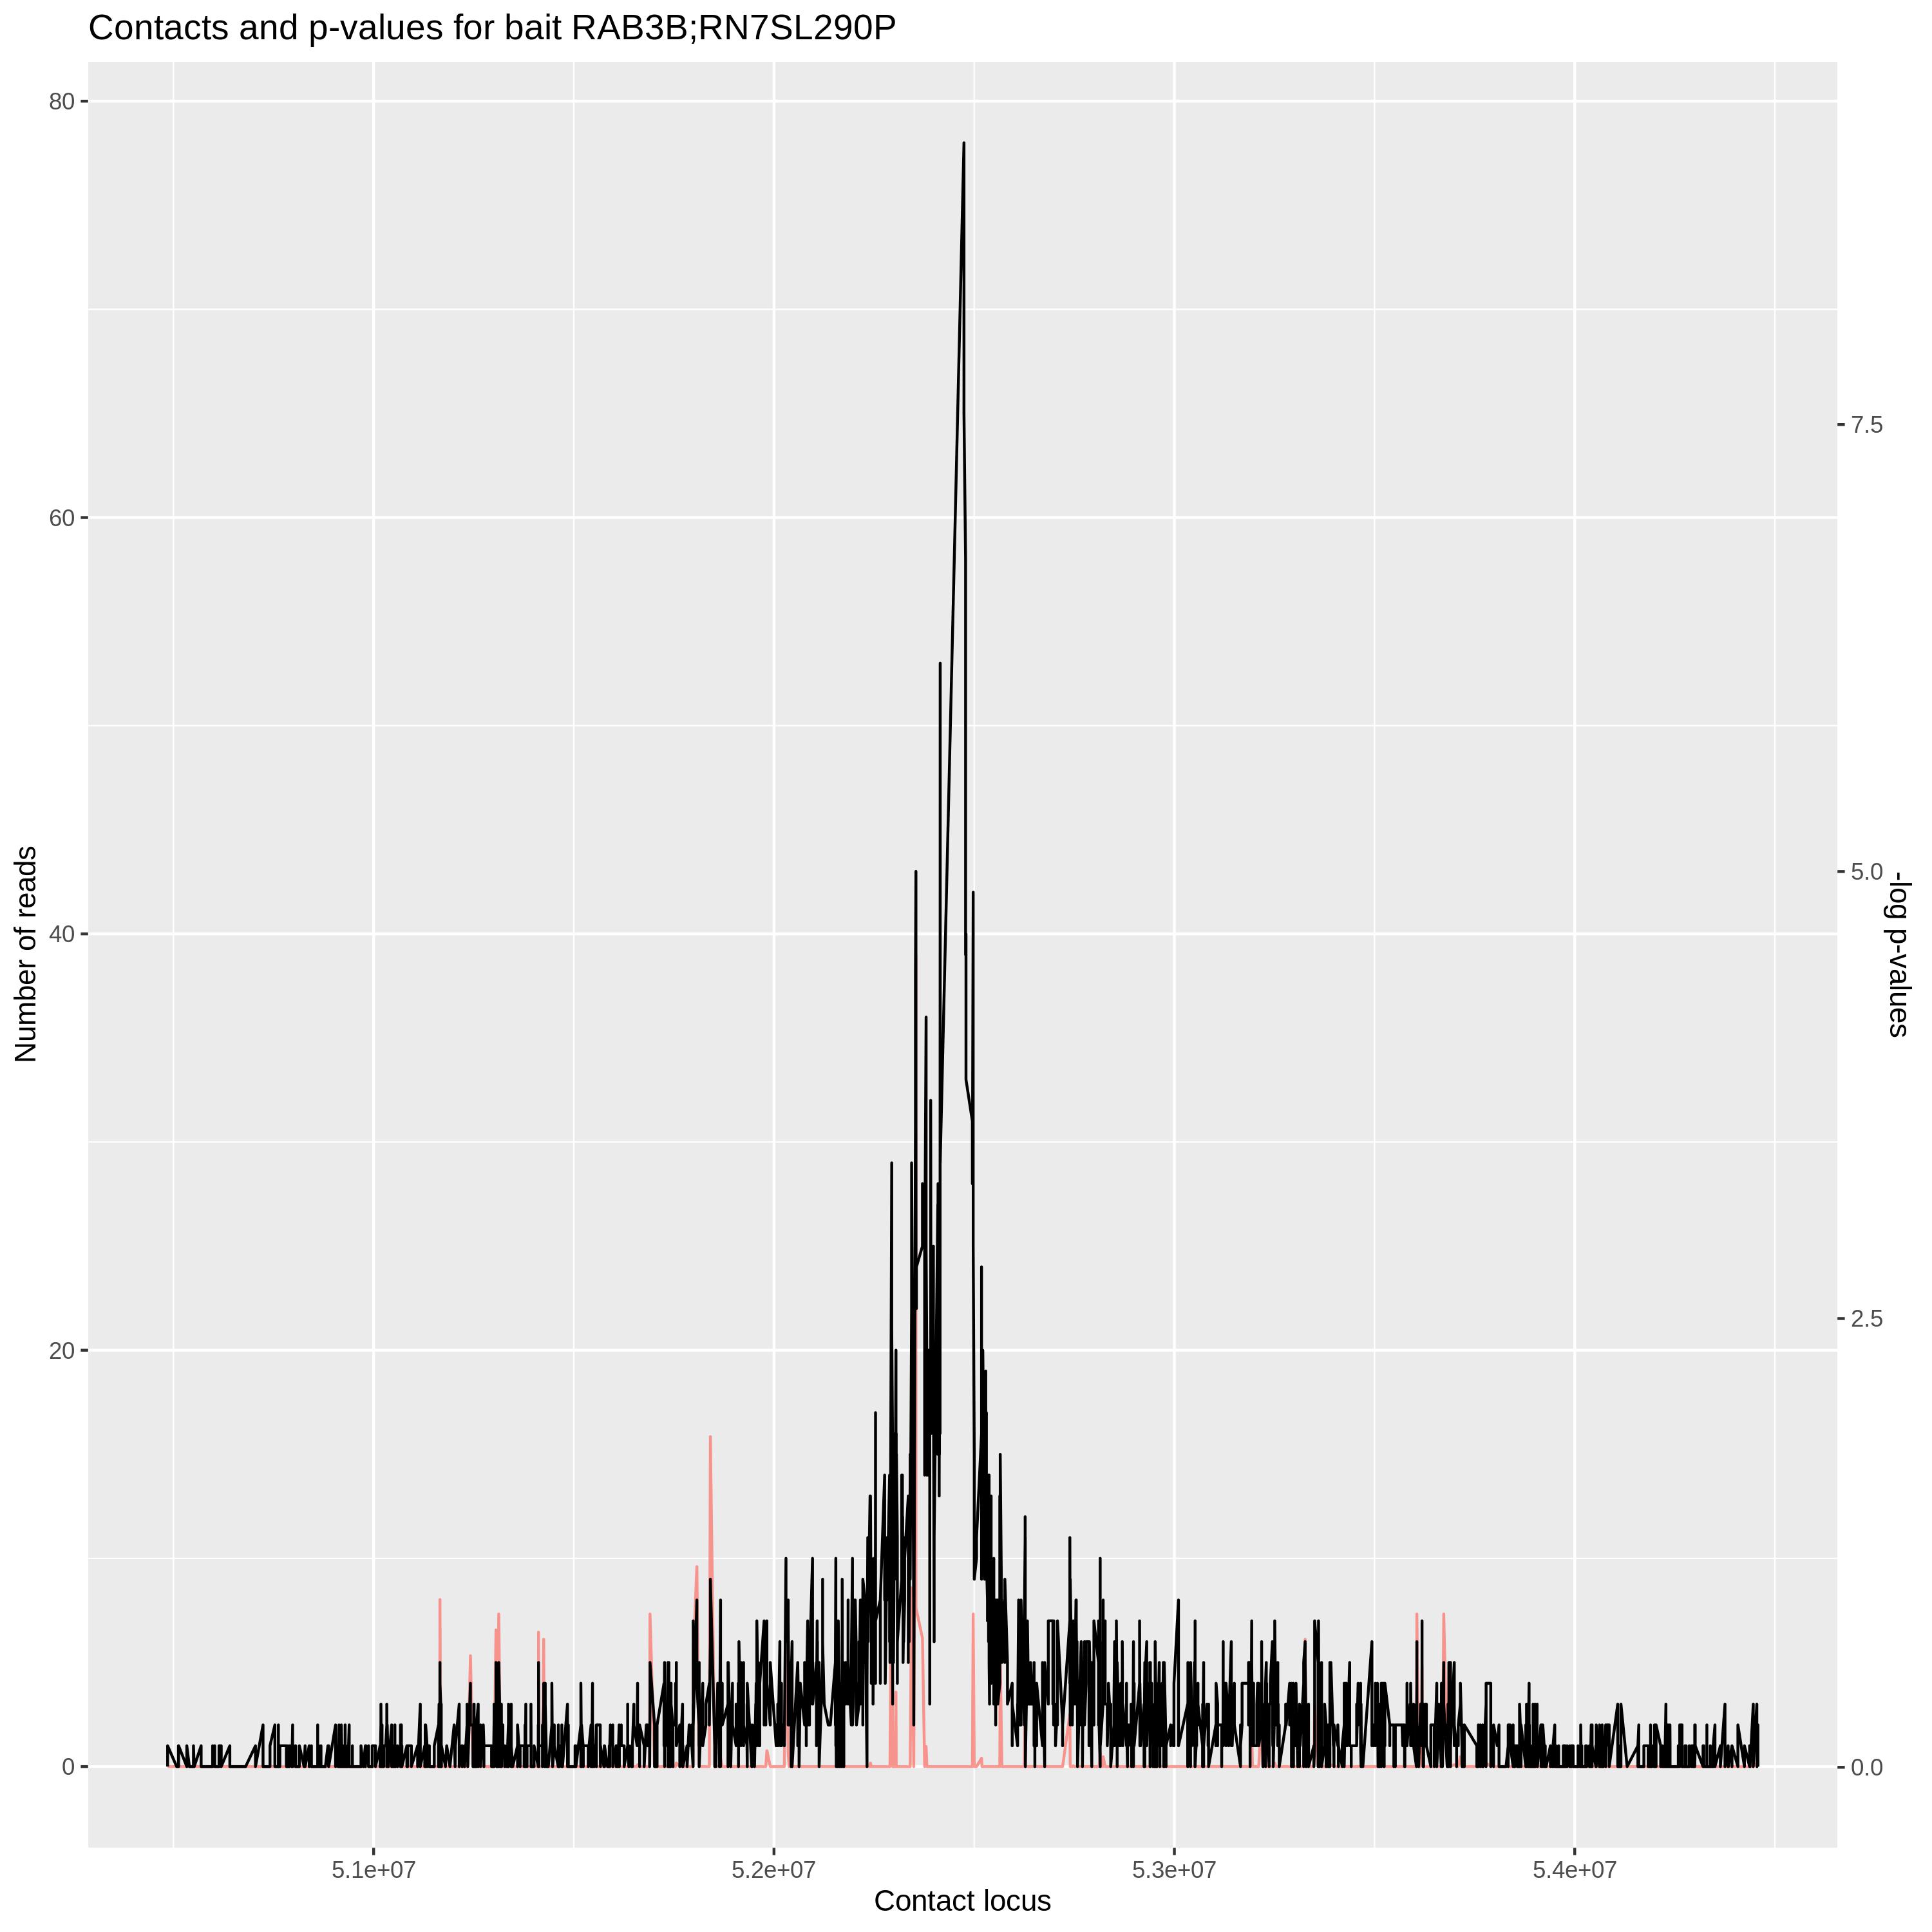 Contacts and p-values for bait RAB3B;RN7SL290P
80
60
40
20
0
Number of reads
7.5
5.0
2.5
0.0
-log p-values
5.1e+07
5.2e+07
5.3e+07
5.4e+07
Contact locus